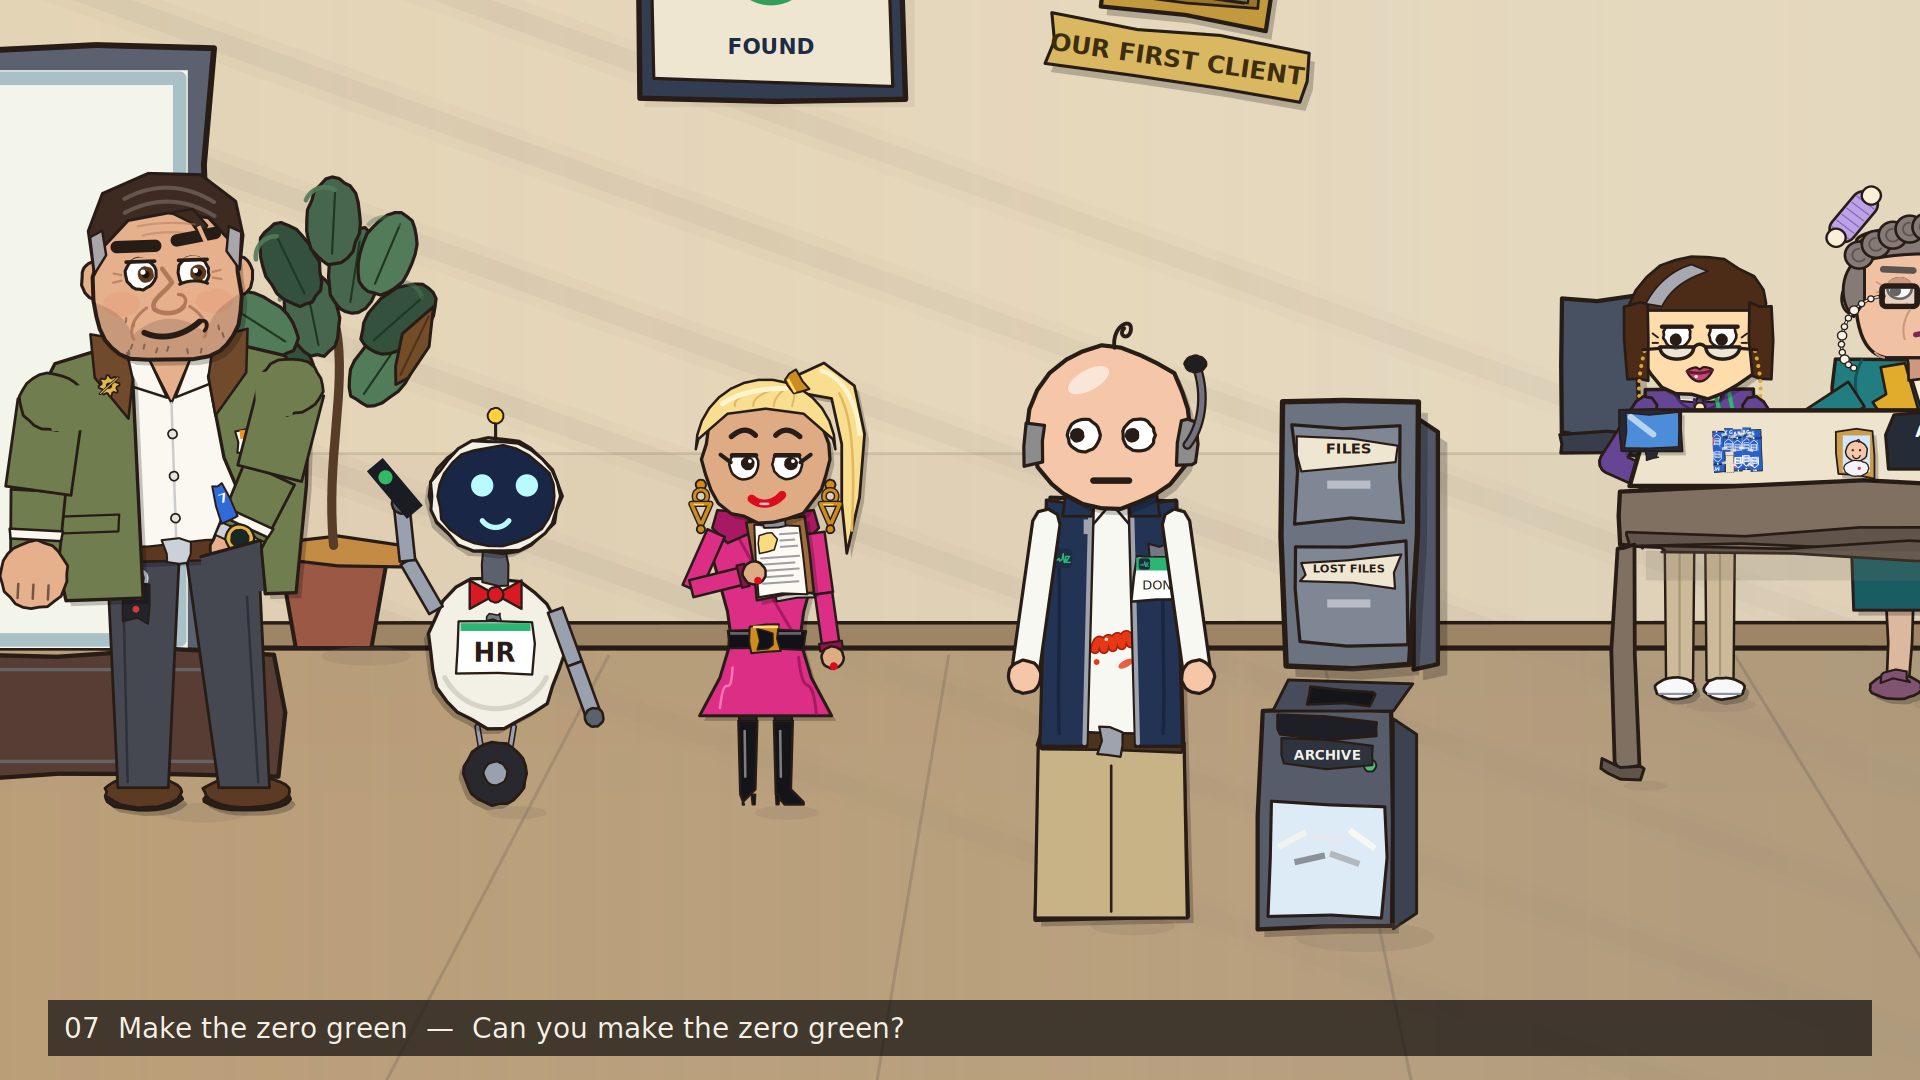 FOUND
OUR FIRST CLIENT
FILES
LOST FILES
HR
DON
ARCHIVE
07 Make the zero green — Can you make the zero green?